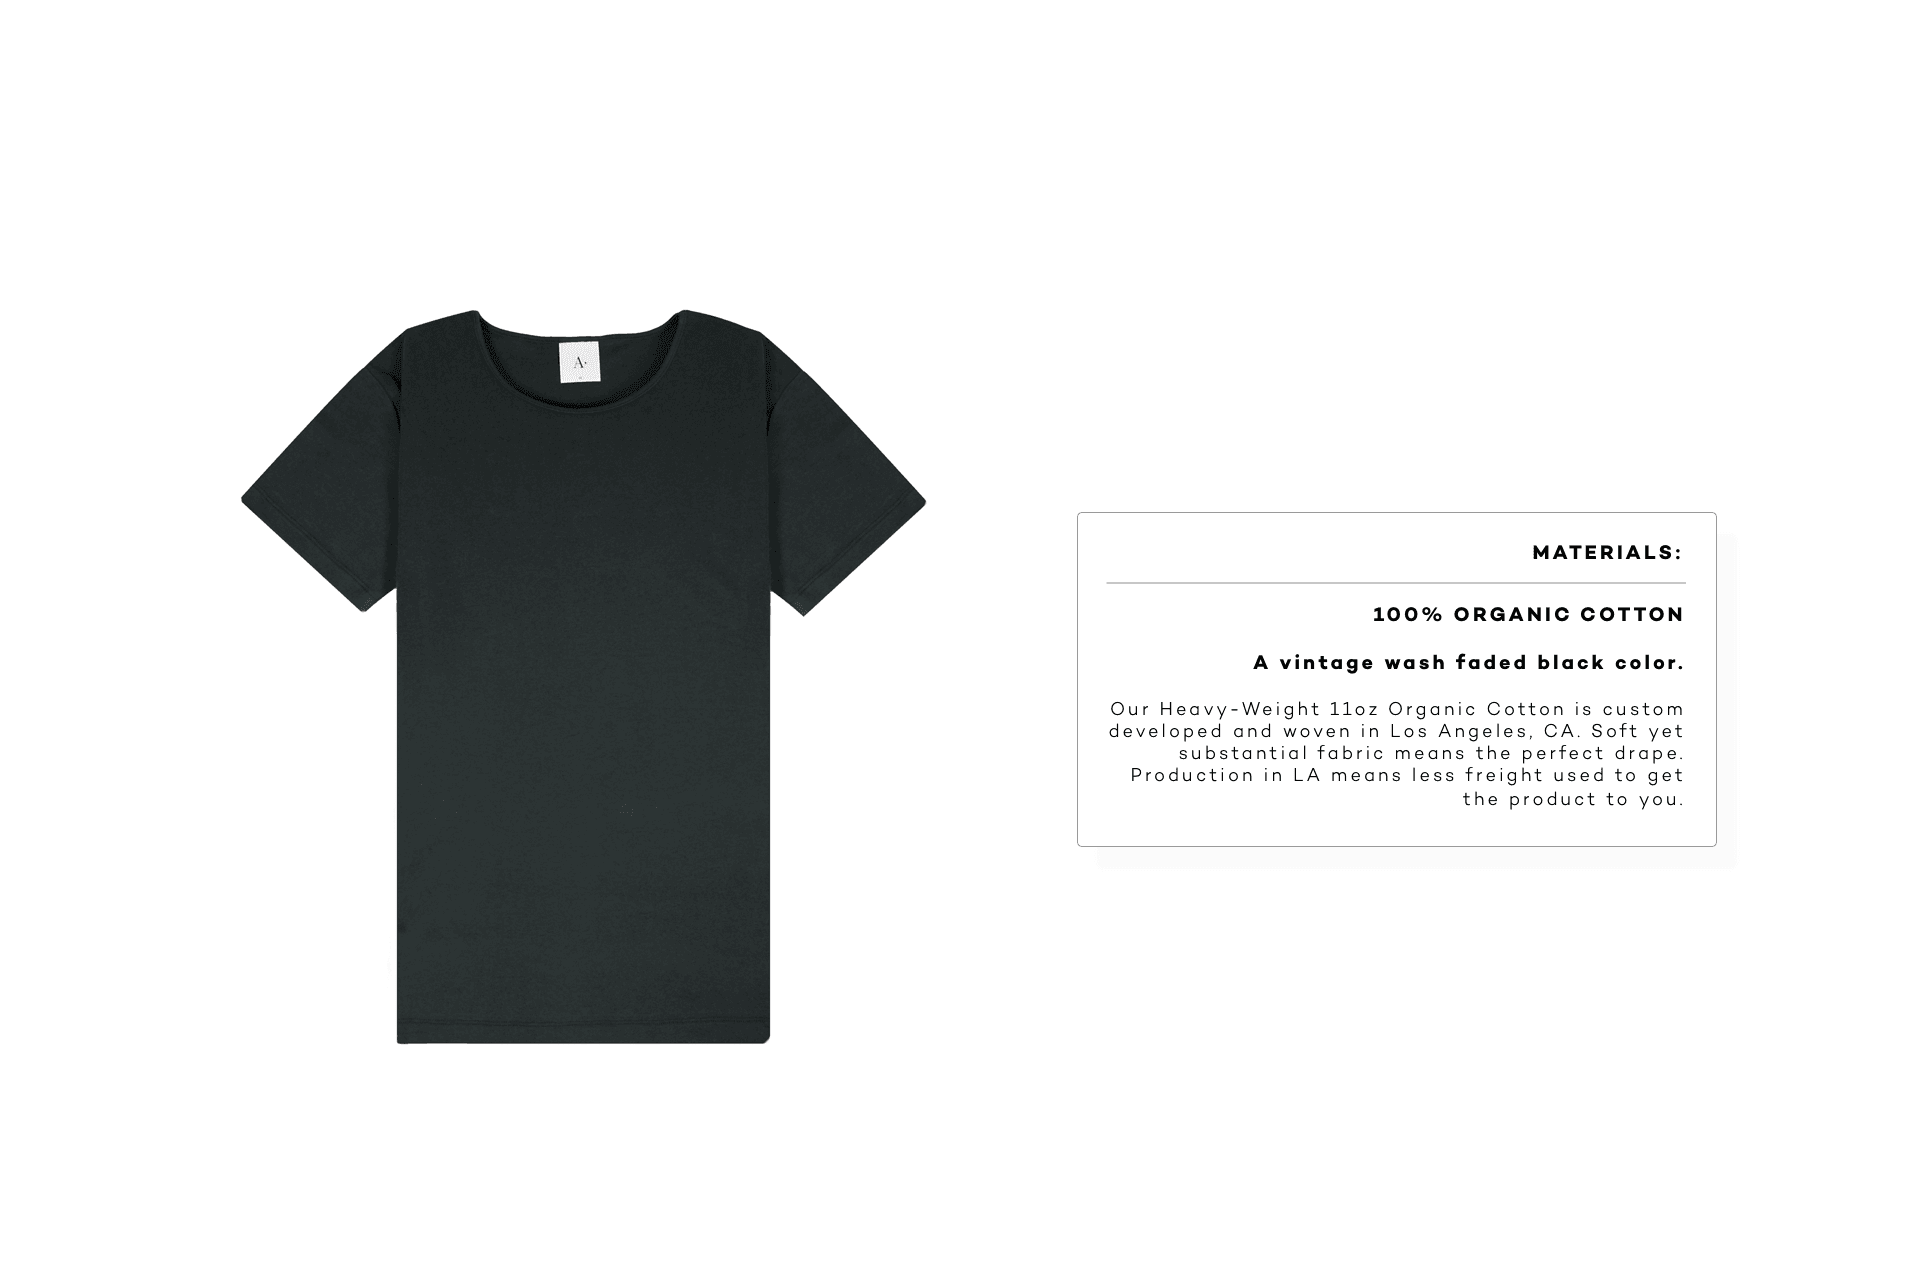 A.
MATERIALS:
100% ORGANIC COTTON
A vintage wash faded black color.
Our Heavy-Weight 11oz Organic Cotton is custom
developed and woven in Los Angeles, CA. Soft yet
substantial fabric means the perfect drape.
Production in LA means less freight used to get
the product to you.